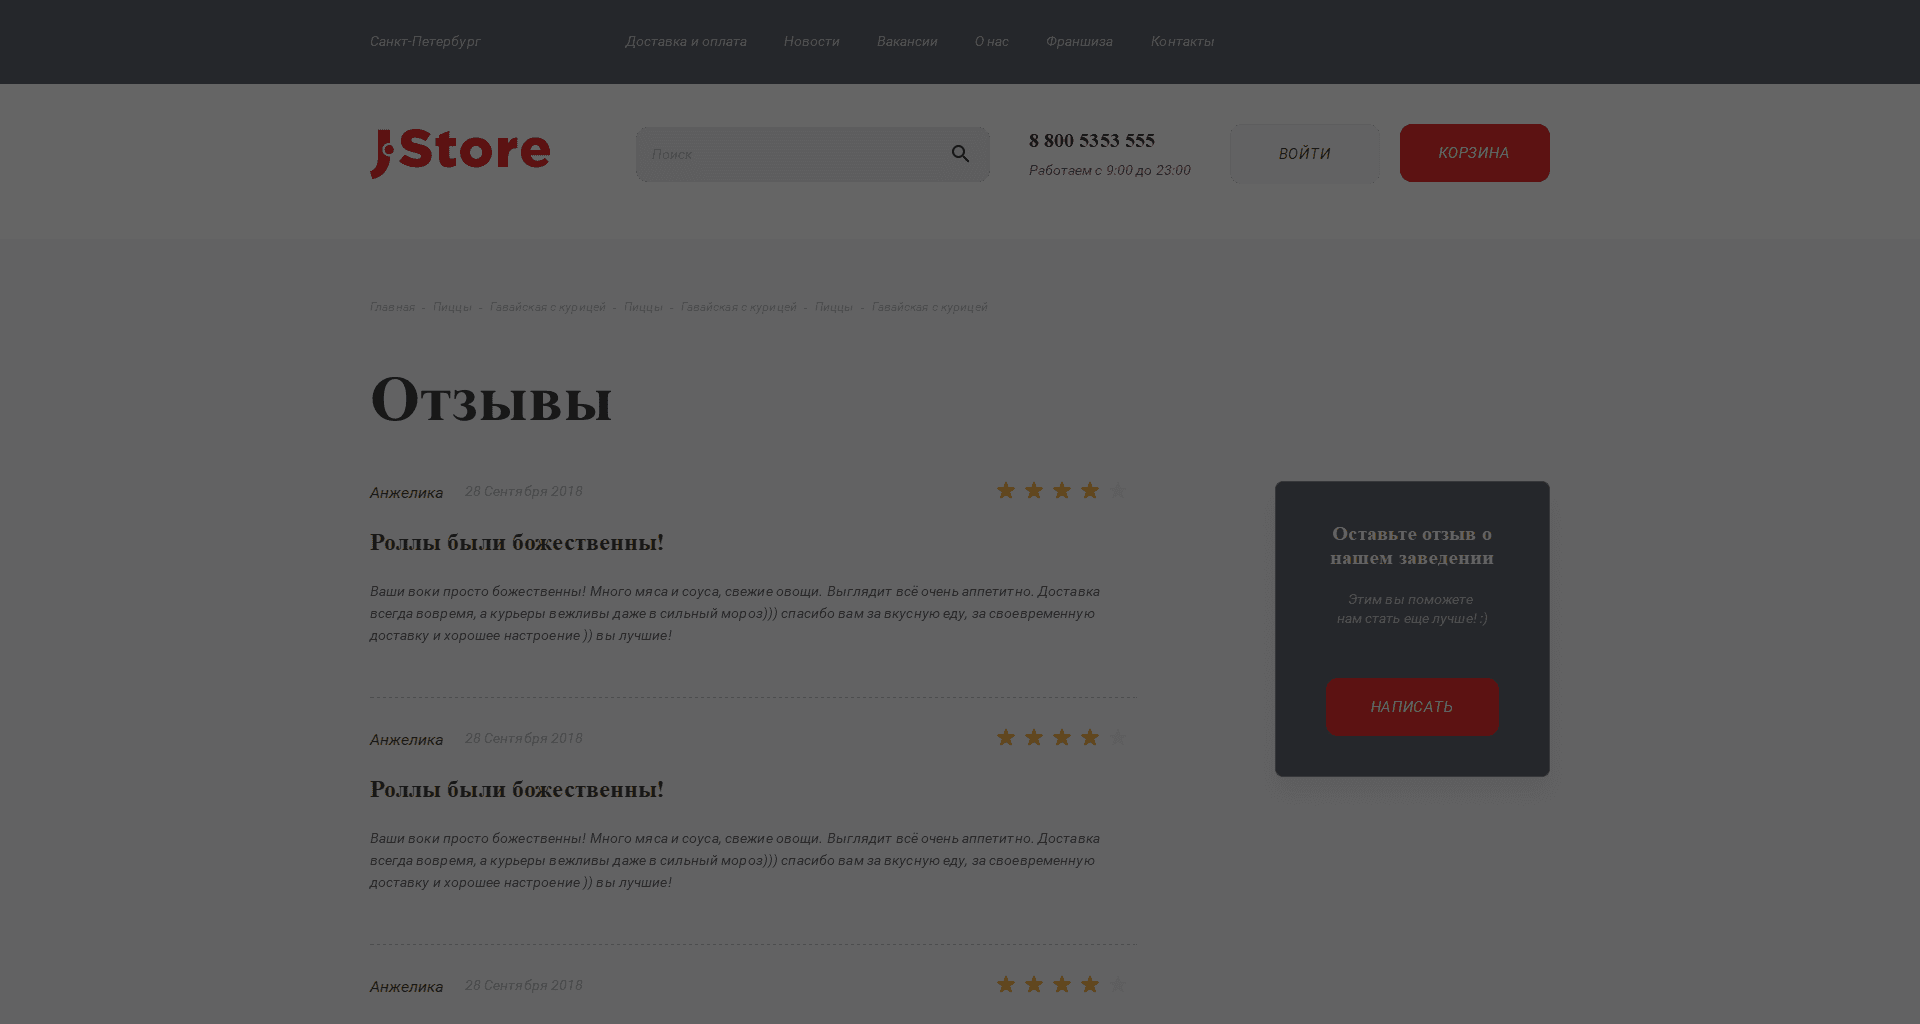 Санкт-Петербург
Доставка и оплата Новости Вакансии О нас Франшиза Контакты
JStore
Поиск
8 800 5353 555
Работаем с 9:00 до 23:00
ВОЙТИ
КОРЗИНА
Главная - Пиццы - Гавайская с курицей - Пиццы - Гавайская с курицей - Пиццы - Гавайская с курицей
Отзывы
Анжелика 28 Сентября 2018
Роллы были божественны!
Ваши воки просто божественны! Много мяса и соуса, свежие овощи. Выглядит всё очень аппетитно. Доставка
всегда вовремя, а курьеры вежливы даже в сильный мороз))) спасибо вам за вкусную еду, за своевременную
доставку и хорошее настроение )) вы лучшие!
Анжелика 28 Сентября 2018
Роллы были божественны!
Ваши воки просто божественны! Много мяса и соуса, свежие овощи. Выглядит всё очень аппетитно. Доставка
всегда вовремя, а курьеры вежливы даже в сильный мороз))) спасибо вам за вкусную еду, за своевременную
доставку и хорошее настроение )) вы лучшие!
Анжелика 28 Сентября 2018
Оставьте отзыв о
нашем заведении
Этим вы поможете
нам стать еще лучше! :)
НАПИСАТЬ